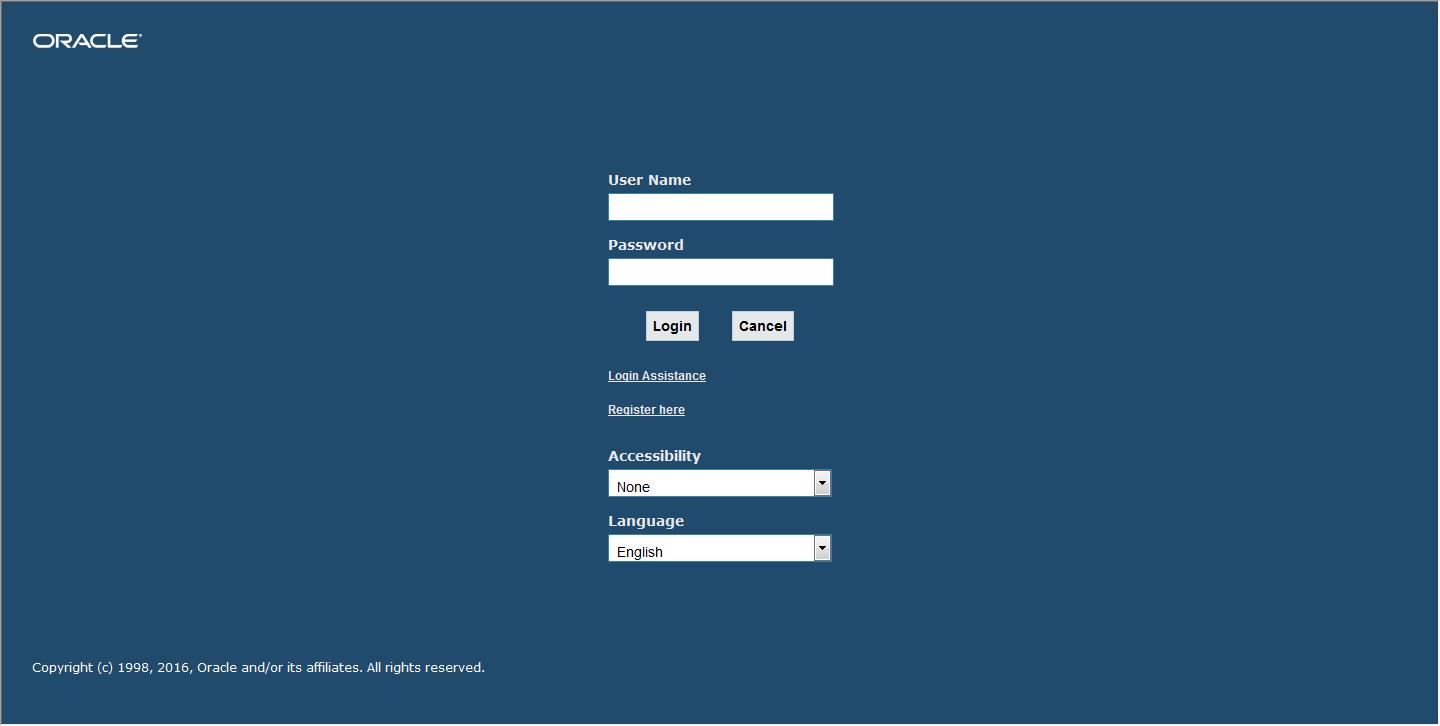 ORACLE®
User Name
Password
Login Cancel
Login Assistance
Register here
Accessibility
None
Language
English
Copyright (c) 1998, 2016, Oracle and/or its affiliates. All rights reserved.